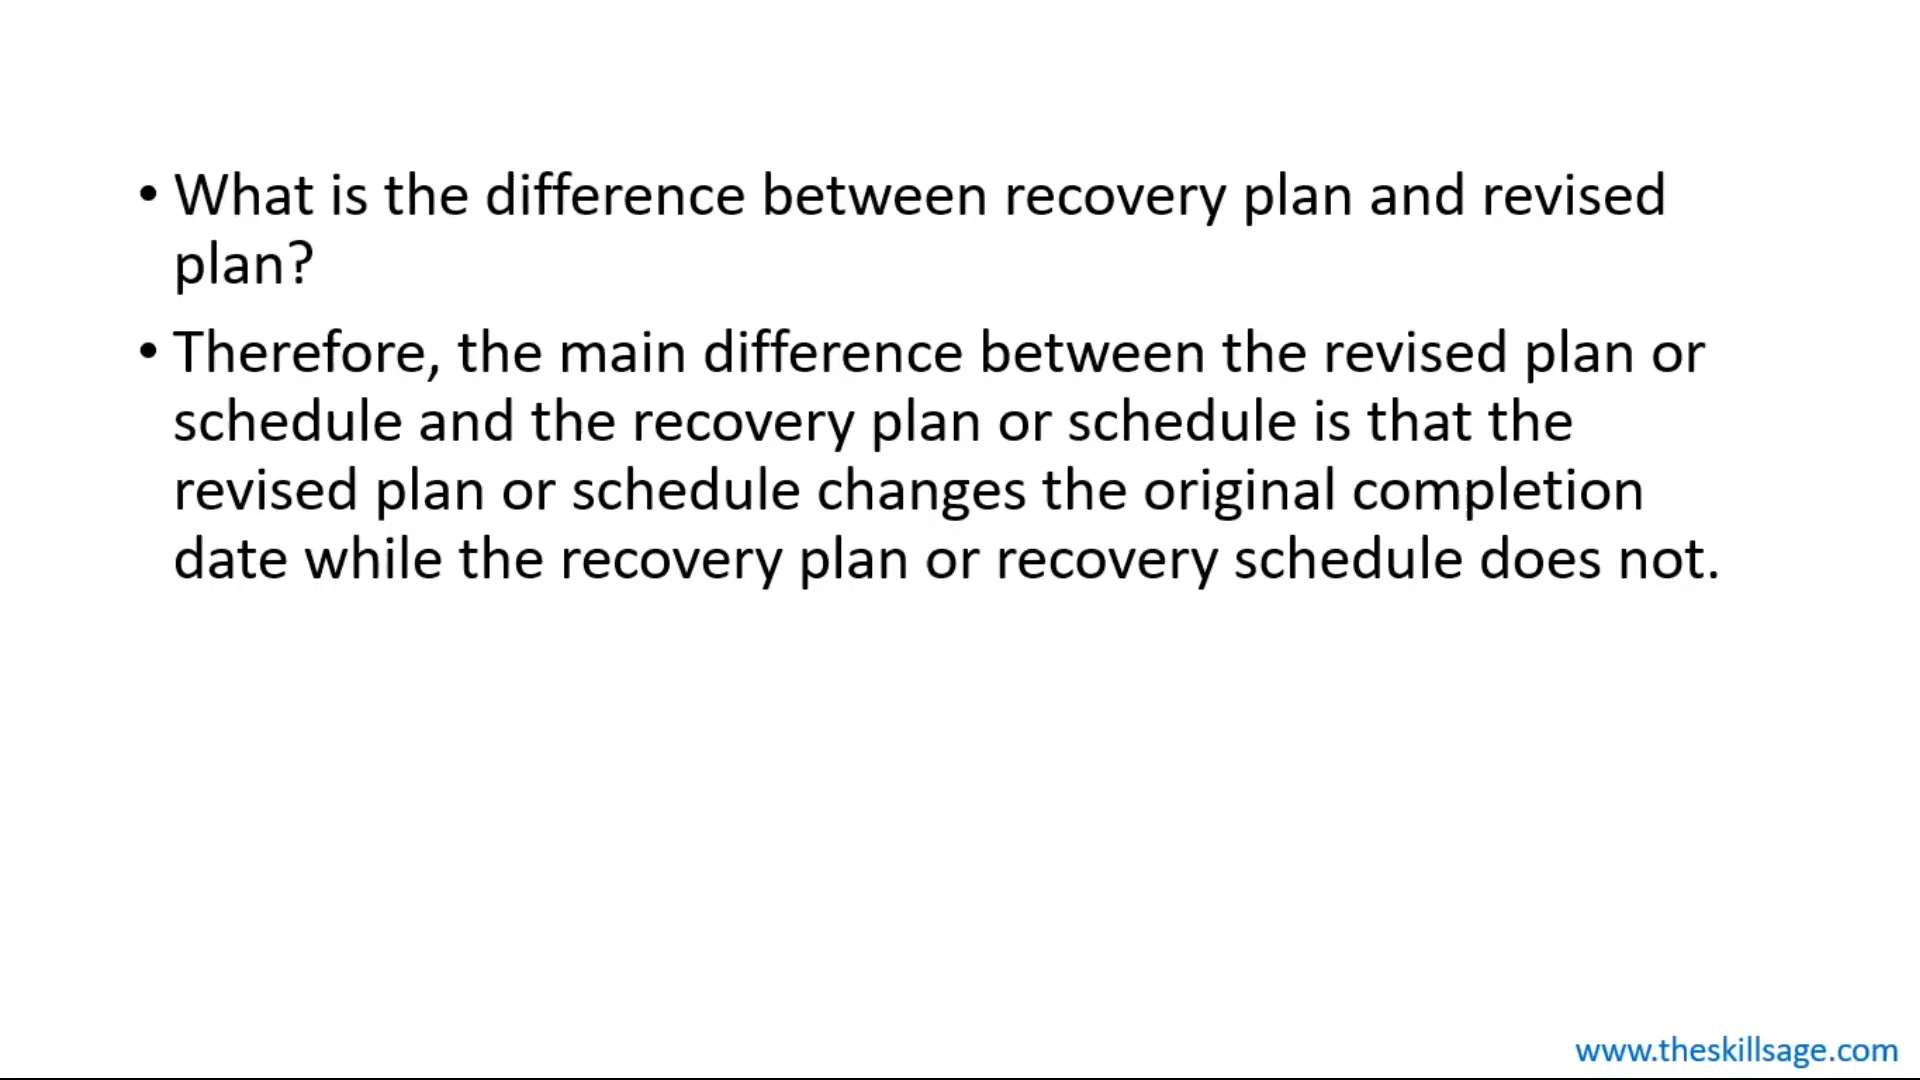 • What is the difference between recovery plan and revised
plan?
• Therefore, the main difference between the revised plan or
schedule and the recovery plan or schedule is that the
revised plan or schedule changes the original completion
date while the recovery plan or recovery schedule does not.
www.theskillsage.com